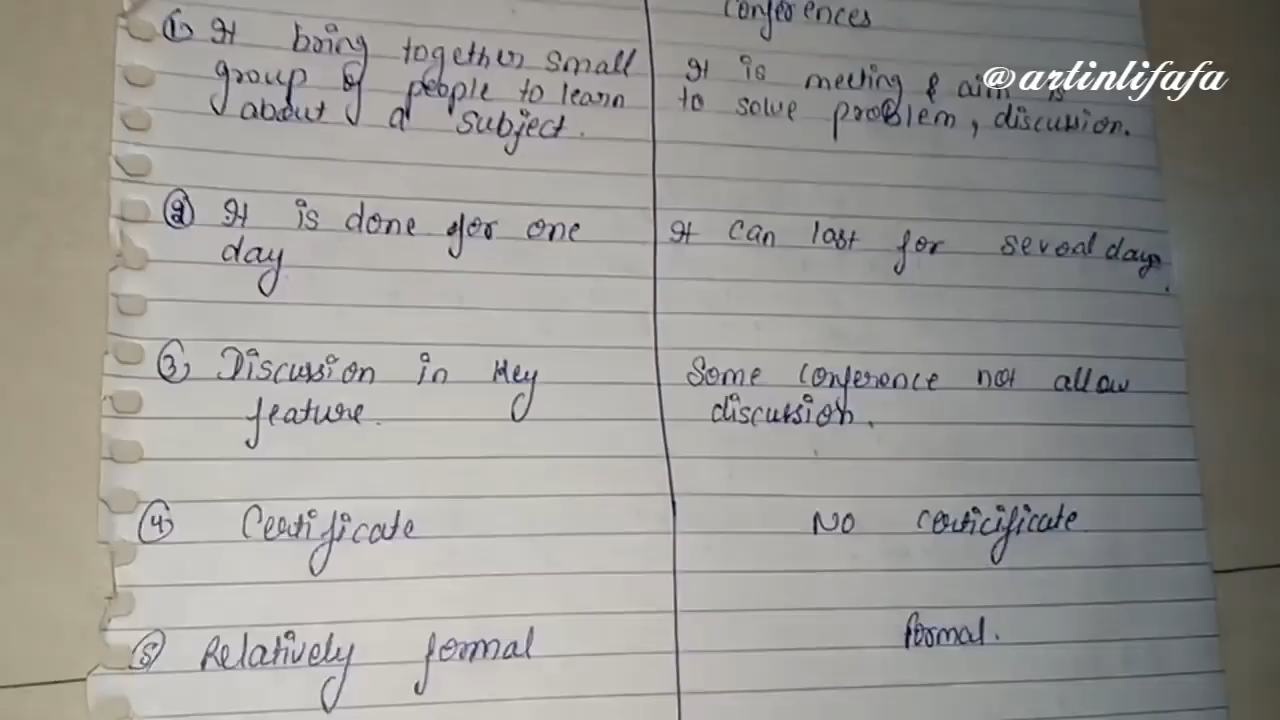 Conferences
① It bring together small
group of people to learn
about a subject.
It is meeting & aim is
to solve problem, discussion.
@artinlifafa
② It is done for one
day
It can last for several days.
③ Discussion in Key
feature.
Some conference not allow
discussion.
④ Certificate
No certicificate
⑤ Relatively formal
formal.